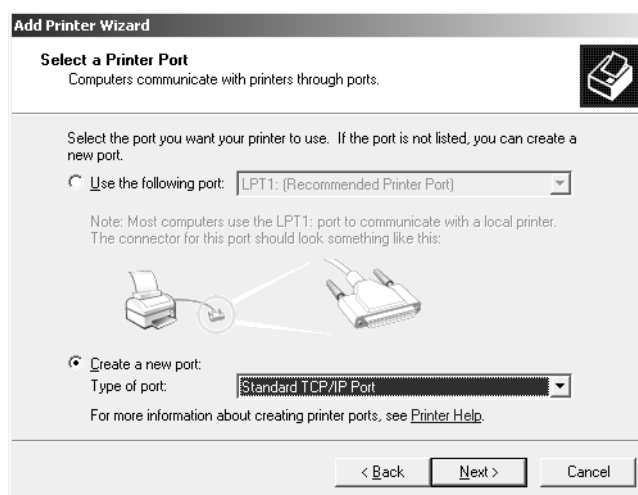 Add Printer Wizard
Select a Printer Port
Computers communicate with printers through ports.
Select the port you want your printer to use. If the port is not listed, you can create a
new port.
Use the following port: LPT1: (Recommended Printer Port)
Note: Most computers use the LPT1: port to communicate with a local printer.
The connector for this port should look something like this:
Create a new port:
Type of port: Standard TCP/IP Port
For more information about creating printer ports, see Printer Help.
< Back Next > Cancel